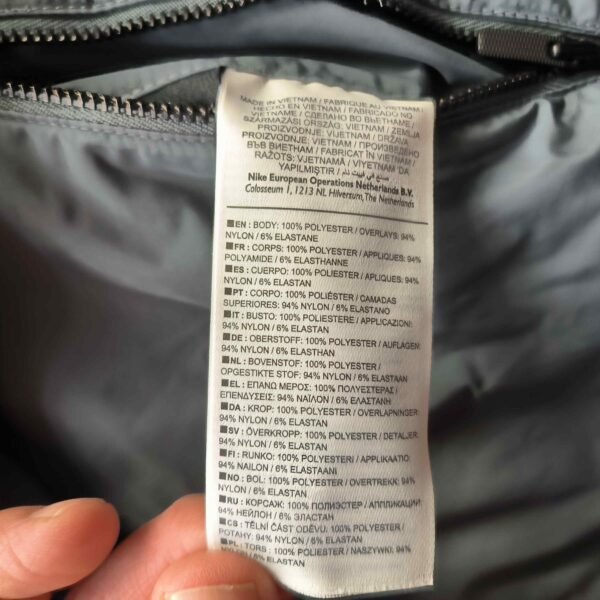 MADE IN VIETNAM / FABRIQUE AU VIETNAM /
HECHO EN VIETNAM / FABRICADO NO
VIETNAME / СДЕЛАНО ВО ВЬЕТНАМЕ /
SZÁRMAZÁSI ORSZÁG: VIETNAM / ZEMLJA
PROIZVODNJE: VIETNAM / DRŽAVA
PROIZVODNJE: VIETNAM / ПРОИЗВЕДЕНО
ВЪВ ВИЕТНАМ / FABRICAT ÎN VIETNAM /
RAŽOTS: VJETNAMĀ / VİYETNAM'DA
YAPILMIŞTIR / صنع في فييت نام
Nike European Operations Netherlands B.V.
Colosseum 1, 1213 NL Hilversum, The Netherlands
■ EN: BODY: 100% POLYESTER / OVERLAYS: 94%
NYLON / 6% ELASTANE
■ FR: CORPS: 100% POLYESTER / APPLIQUES: 94%
POLYAMIDE / 6% ELASTHANNE
■ ES: CUERPO: 100% POLIESTER / APLIQUES: 94%
NYLON / 6% ELASTAN
■ PT: CORPO: 100% POLIÉSTER / CAMADAS
SUPERIORES: 94% NYLON / 6% ELASTANO
■ IT: BUSTO: 100% POLIESTERE / APPLICAZIONI:
94% NYLON / 6% ELASTAN
■ DE: OBERSTOFF: 100% POLYESTER / AUFLAGEN:
94% NYLON / 6% ELASTHAN
■ NL: BOVENSTOF: 100% POLYESTER /
OPGESTIKTE STOF: 94% NYLON / 6% ELASTAAN
■ EL: ΕΠΑΝΩ ΜΕΡΟΣ: 100% ΠΟΛΥΕΣΤΕΡΑΣ /
ΕΠΕΝΔΥΣΕΙΣ: 94% ΝΑΪΛΟΝ / 6% ΕΛΑΣΤΑΝΗ
■ DA: KROP: 100% POLYESTER / OVERLAPNINGER:
94% NYLON / 6% ELASTAN
■ SV: ÖVERKROPP: 100% POLYESTER / DETALJER:
94% NYLON / 6% ELASTAN
■ FI: RUNKO: 100% POLYESTERI / APPLIKAATIO:
94% NAILON / 6% ELASTAANI
■ NO: BOL: 100% POLYESTER / OVERTREKK: 94%
NYLON / 6% ELASTAN
■ RU: КОРСАЖ: 100% ПОЛИЭСТЕР / АППЛИКАЦИИ:
94% НЕЙЛОН / 6% ЭЛАСТАН
■ CS: TĚLNÍ ČÁST ODĚVU: 100% POLYESTER /
POTAHY: 94% NYLON / 6% ELASTAN
■ PL: TORS: 100% POLIESTER / NASZYWKI: 94%
NYLON / 6% ELASTAN